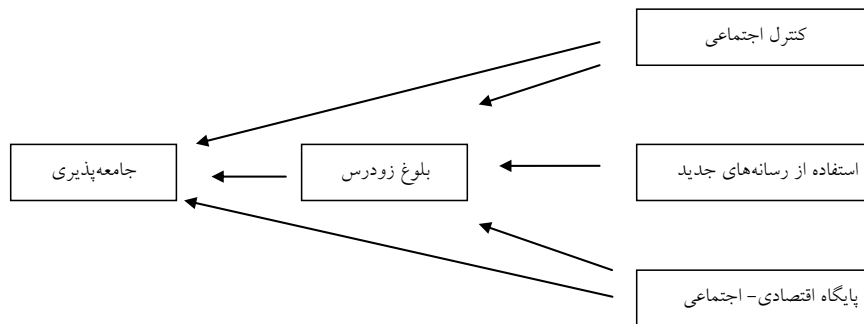 کنترل اجتماعی
استفاده از رسانه‌های جدید
بلوغ زودرس
جامعه‌پذیری
پایگاه اقتصادی- اجتماعی